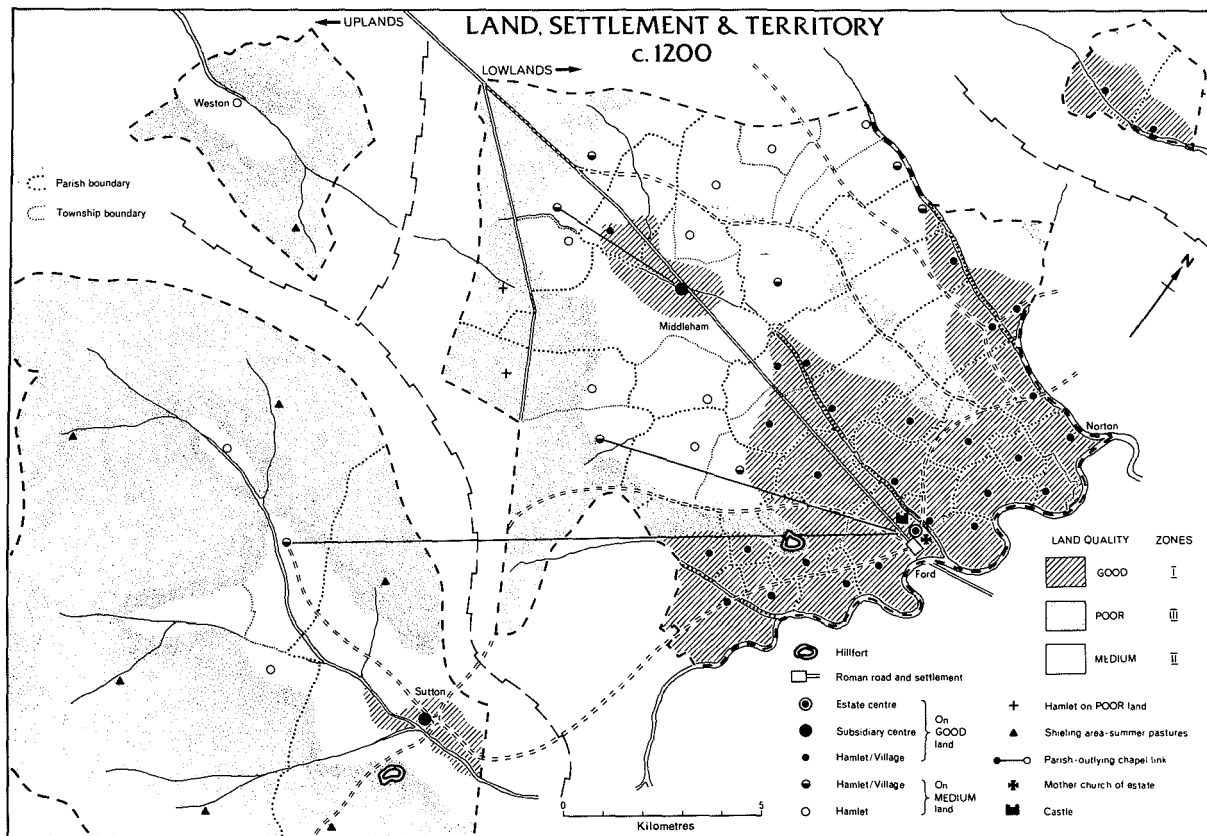 LAND, SETTLEMENT & TERRITORY
c. 1200
UPLANDS
LOWLANDS
Weston
Parish boundary
Township boundary
N
Middleham
Norton
Ford
Sutton
LAND QUALITY ZONES
GOOD I
POOR III
MEDIUM II
Hillfort
Roman road and settlement
Estate centre
Subsidiary centre
Hamlet/Village
On
GOOD
land
Hamlet/Village
Hamlet
On
MEDIUM
land
Hamlet on POOR land
Shieling area-summer pastures
Parish-outlying chapel link
Mother church of estate
Castle
0 5
Kilometres